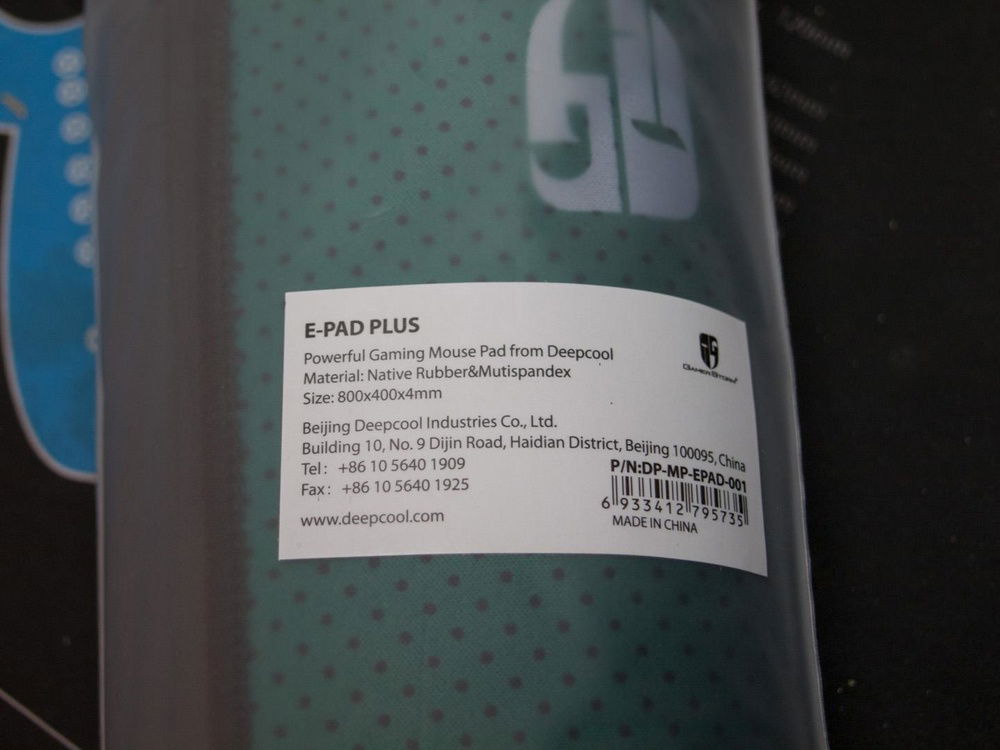 E-PAD PLUS
Powerful Gaming Mouse Pad from Deepcool
Material: Native Rubber&Mutispandex
Size: 800x400x4mm
GAMERSTORM
Beijing Deepcool Industries Co., Ltd.
Building 10, No. 9 Dijin Road, Haidian District, Beijing 100095, China
Tel: +86 10 5640 1909
Fax: +86 10 5640 1925
www.deepcool.com
P/N:DP-MP-EPAD-001
6 933412 795735
MADE IN CHINA